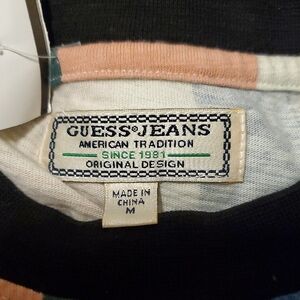 GUESS®JEANS
AMERICAN TRADITION
SINCE 1981
ORIGINAL DESIGN
MADE IN
CHINA
M